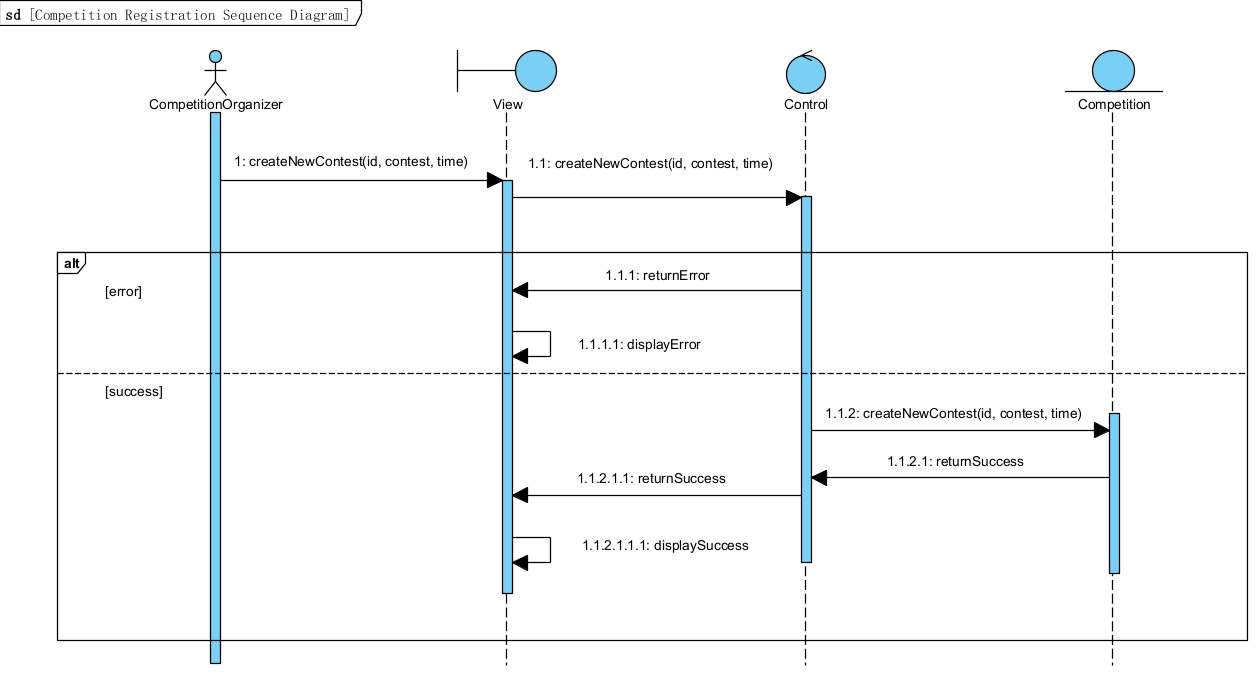 sd [Competition Registration Sequence Diagram]
CompetitionOrganizer
View
Control
Competition
1: createNewContest(id, contest, time)
1.1: createNewContest(id, contest, time)
alt
[error]
1.1.1: returnError
1.1.1.1: displayError
[success]
1.1.2: createNewContest(id, contest, time)
1.1.2.1: returnSuccess
1.1.2.1.1: returnSuccess
1.1.2.1.1.1: displaySuccess